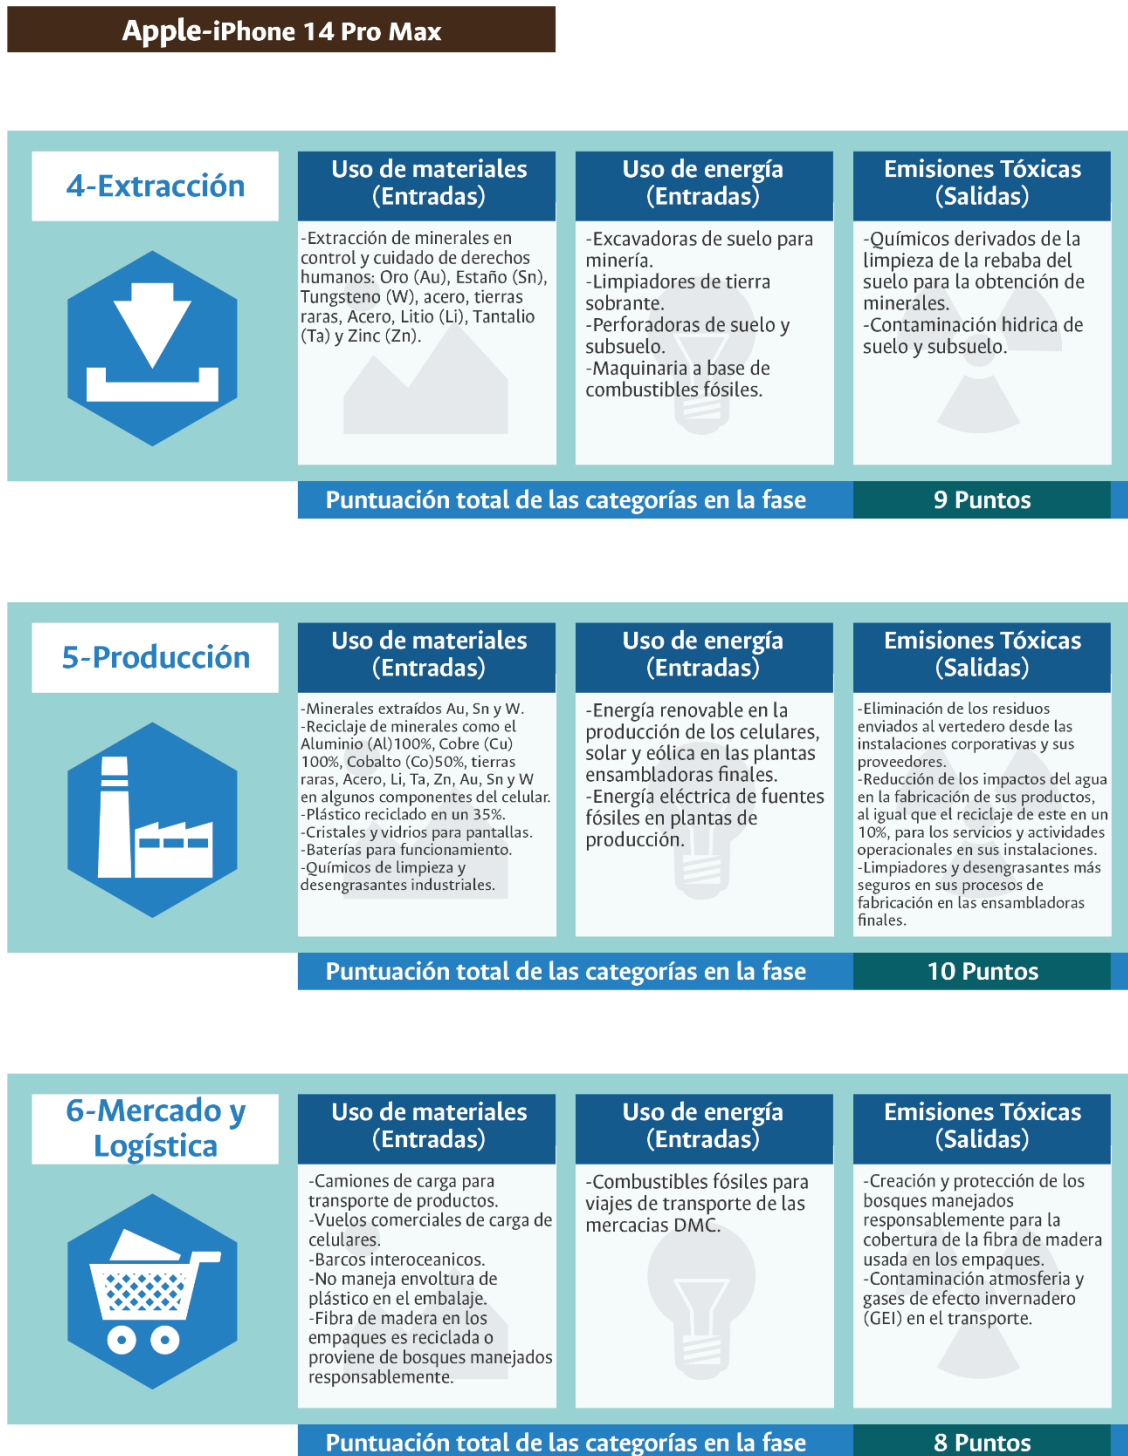 Apple-iPhone 14 Pro Max
4-Extracción
Uso de materiales
(Entradas)
-Extracción de minerales en
control y cuidado de derechos
humanos: Oro (Au), Estaño (Sn),
Tungsteno (W), acero, tierras
raras, Acero, Litio (Li), Tantalio
(Ta) y Zinc (Zn).
Uso de energía
(Entradas)
-Excavadoras de suelo para
minería.
-Limpiadores de tierra
sobrante.
-Perforadoras de suelo y
subsuelo.
-Maquinaria a base de
combustibles fósiles.
Emisiones Tóxicas
(Salidas)
-Químicos derivados de la
limpieza de la rebaba del
suelo para la obtención de
minerales.
-Contaminación hidrica de
suelo y subsuelo.
Puntuación total de las categorías en la fase
9 Puntos
5-Producción
Uso de materiales
(Entradas)
-Minerales extraídos Au, Sn y W.
-Reciclaje de minerales como el
Aluminio (Al)100%, Cobre (Cu)
100%, Cobalto (Co)50%, tierras
raras, Acero, Li, Ta, Zn, Au, Sn y W
en algunos componentes del celular.
-Plástico reciclado en un 35%.
-Cristales y vidrios para pantallas.
-Baterías para funcionamiento.
-Químicos de limpieza y
desengrasantes industriales.
Uso de energía
(Entradas)
-Energía renovable en la
producción de los celulares,
solar y eólica en las plantas
ensambladoras finales.
-Energía eléctrica de fuentes
fósiles en plantas de
producción.
Emisiones Tóxicas
(Salidas)
-Eliminación de los residuos
enviados al vertedero desde las
instalaciones corporativas y sus
proveedores.
-Reducción de los impactos del agua
en la fabricación de sus productos,
al igual que el reciclaje de este en un
10%, para los servicios y actividades
operacionales en sus instalaciones.
-Limpiadores y desengrasantes más
seguros en sus procesos de
fabricación en las ensambladoras
finales.
Puntuación total de las categorías en la fase
10 Puntos
6-Mercado y
Logística
Uso de materiales
(Entradas)
-Camiones de carga para
transporte de productos.
-Vuelos comerciales de carga de
celulares.
-Barcos interoceanicos.
-No maneja envoltura de
plástico en el embalaje.
-Fibra de madera en los
empaques es reciclada o
proviene de bosques manejados
responsablemente.
Uso de energía
(Entradas)
-Combustibles fósiles para
viajes de transporte de las
mercacias DMC.
Emisiones Tóxicas
(Salidas)
-Creación y protección de los
bosques manejados
responsablemente para la
cobertura de la fibra de madera
usada en los empaques.
-Contaminación atmosferia y
gases de efecto invernadero
(GEI) en el transporte.
Puntuación total de las categorías en la fase
8 Puntos